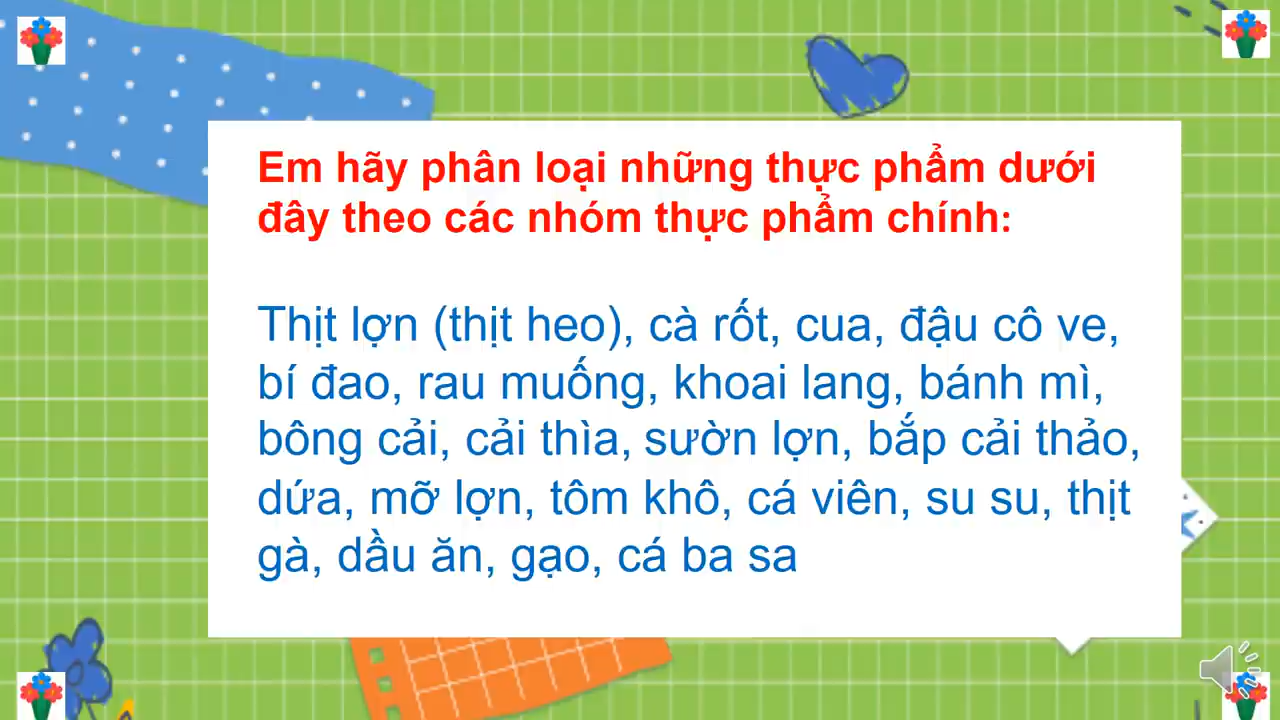 Em hãy phân loại những thực phẩm dưới
đây theo các nhóm thực phẩm chính:
Thịt lợn (thịt heo), cà rốt, cua, đậu cô ve,
bí đao, rau muống, khoai lang, bánh mì,
bông cải, cải thìa, sườn lợn, bắp cải thảo,
dứa, mỡ lợn, tôm khô, cá viên, su su, thịt
gà, dầu ăn, gạo, cá ba sa